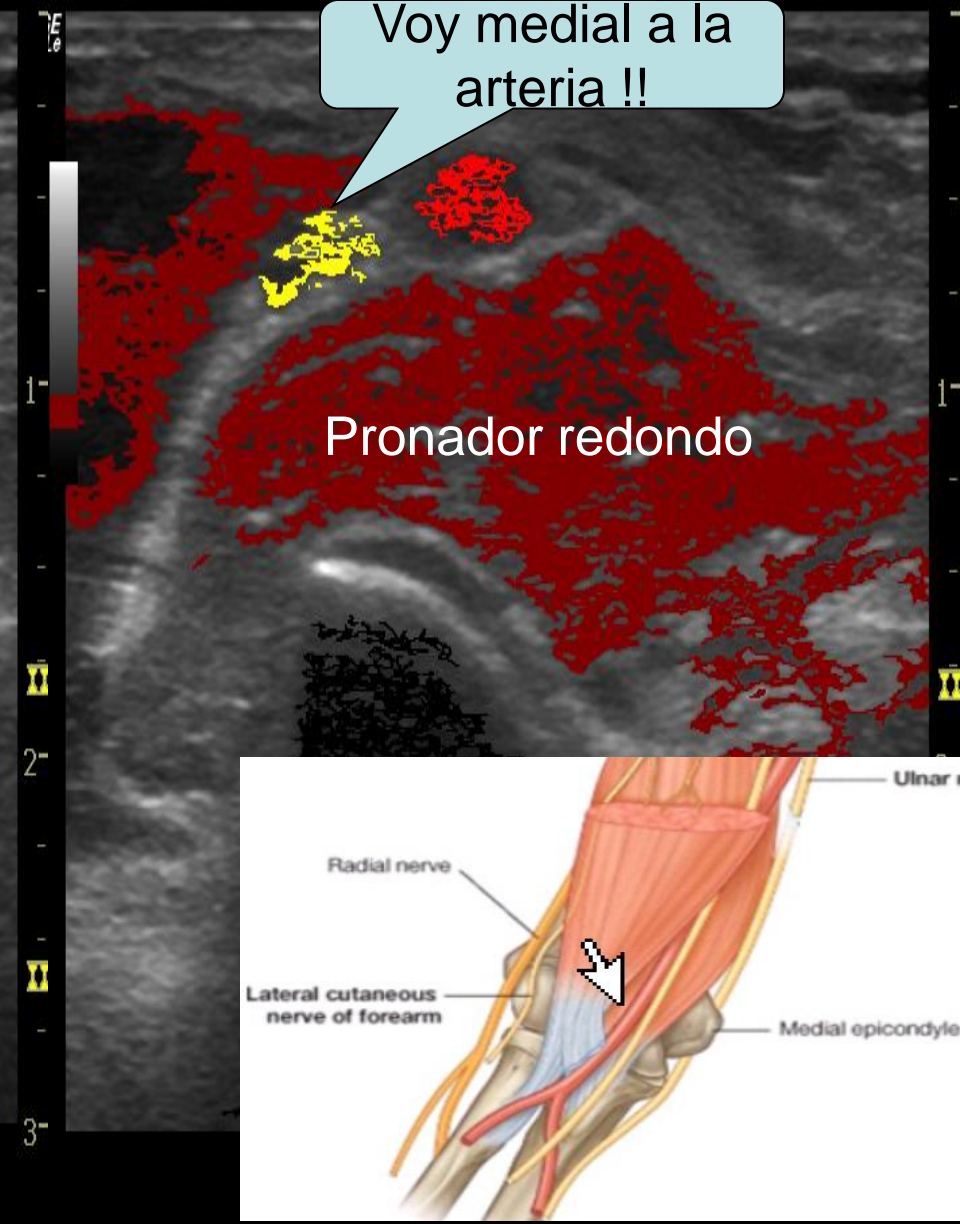 Voy medial a la
arteria !!
1
1
Pronador redondo
2
Ulnar
Radial nerve
Lateral cutaneous
nerve of forearm
Medial epicondyle
3